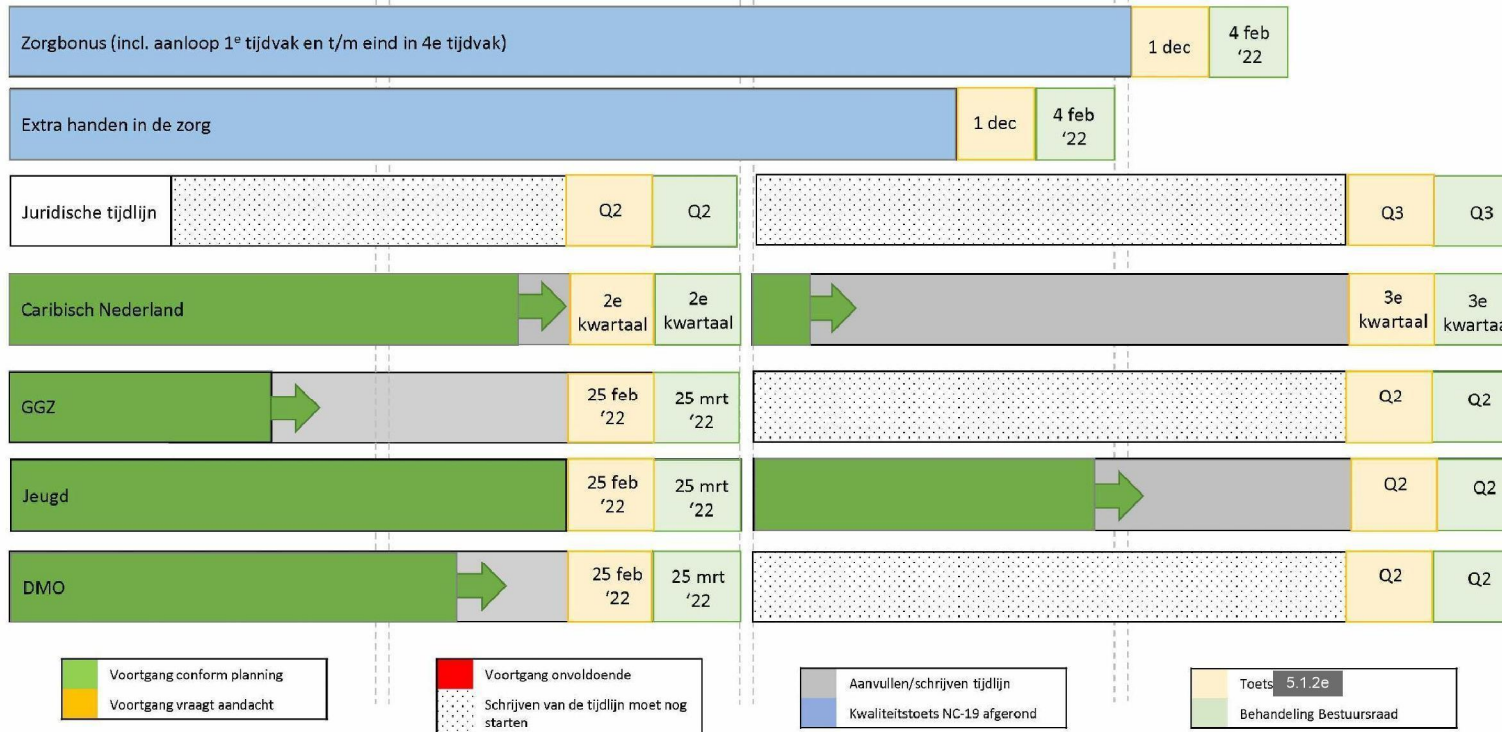 Zorgbonus (incl. aanloop 1e tijdvak en t/m eind in 4e tijdvak)
1 dec
4 feb
‘22
Extra handen in de zorg
1 dec
4 feb
‘22
Juridische tijdlijn
Q2
Q2
Q3
Q3
Caribisch Nederland
2e
kwartaal
2e
kwartaal
3e
kwartaal
3e
kwartaa
GGZ
25 feb
‘22
25 mrt
‘22
Q2
Q2
Jeugd
25 feb
‘22
25 mrt
‘22
Q2
Q2
DMO
25 feb
‘22
25 mrt
‘22
Q2
Q2
Voortgang conform planning
Voortgang vraagt aandacht
Voortgang onvoldoende
Schrijven van de tijdlijn moet nog
starten
Aanvullen/schrijven tijdlijn
Kwaliteitstoets NC-19 afgerond
Toets 5.1.2e
Behandeling Bestuursraad